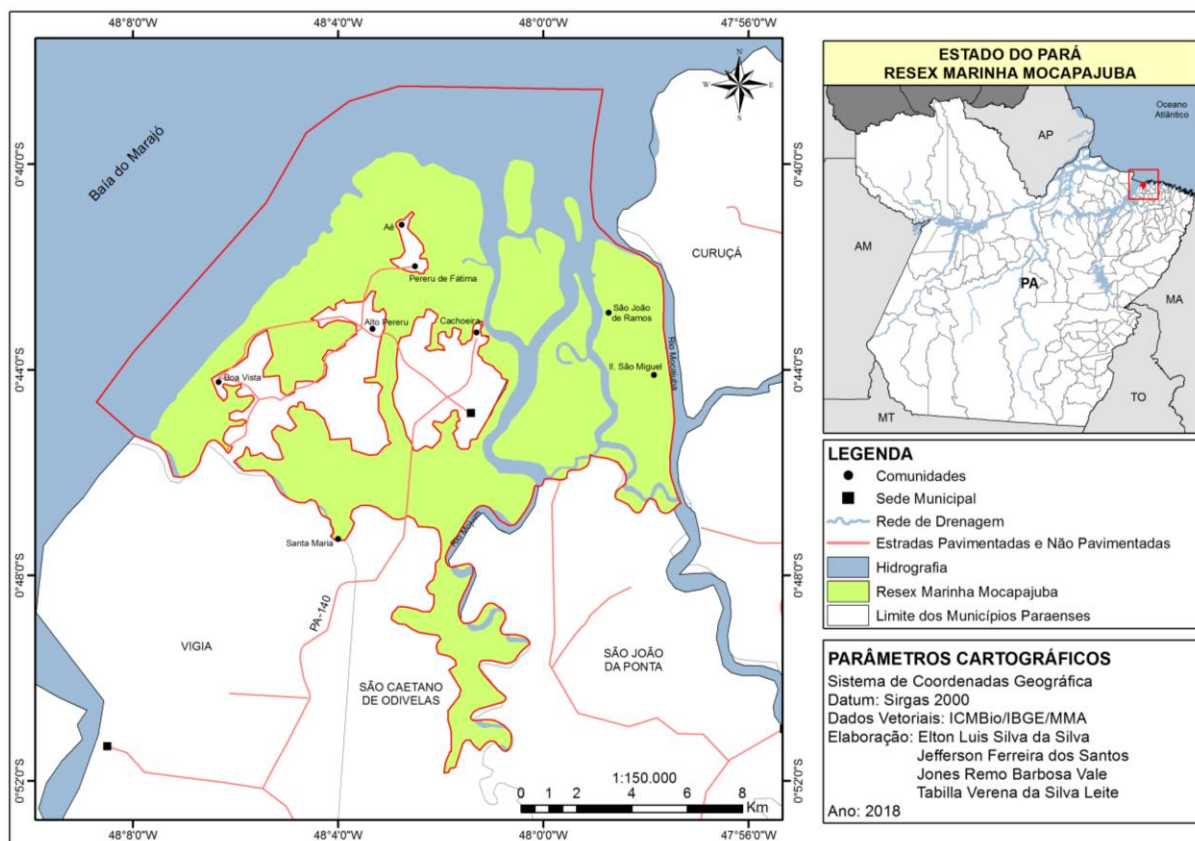 48°8'0"W
48°4'0"W
48°0'0"W
47°56'0"W
N
W
E
S
0°40'0"S
0°44'0"S
0°48'0"S
0°52'0"S
Baía do Marajó
Aê
Pereru de Fátima
CURUÇÁ
Alto Pereru
Cachoeira
São João
de Ramos
Boa Vista
Il. São Miguel
Rio Mocajuba
Santa Maria
PA-140
VIGIA
SÃO CAETANO
DE ODIVELAS
SÃO JOÃO
DA PONTA
1:150.000
0 1 2 4 6 8
Km
0°40'0"S
0°44'0"S
0°48'0"S
0°52'0"S
48°8'0"W
48°4'0"W
48°0'0"W
47°56'0"W
ESTADO DO PARÁ
RESEX MARINHA MOCAPAJUBA
Oceano
Atlântico
AP
AM
PA
MA
MT
TO
LEGENDA
Comunidades
Sede Municipal
Rede de Drenagem
Estradas Pavimentadas e Não Pavimentadas
Hidrografia
Resex Marinha Mocapajuba
Limite dos Municípios Paraenses
PARÂMETROS CARTOGRÁFICOS
Sistema de Coordenadas Geográfica
Datum: Sirgas 2000
Dados Vetoriais: ICMBio/IBGE/MMA
Elaboração: Elton Luis Silva da Silva
Jefferson Ferreira dos Santos
Jones Remo Barbosa Vale
Tabilla Verena da Silva Leite
Ano: 2018